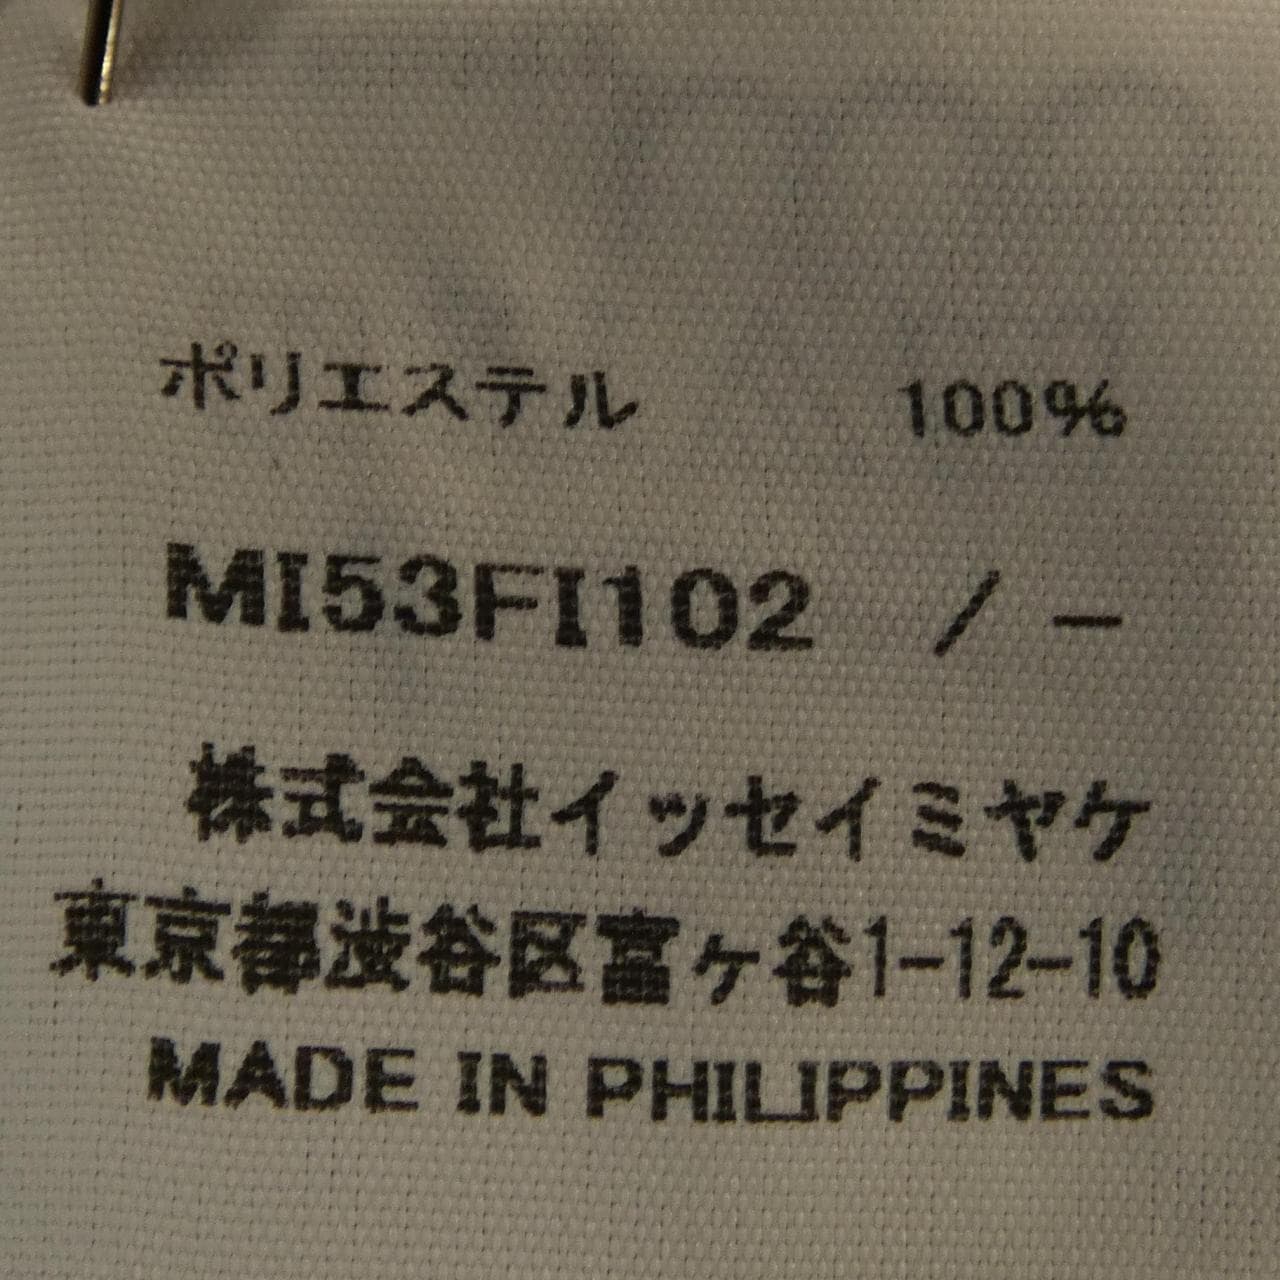 ポリエステル 100%
MI53FI102 / -
株式会社イッセイミヤケ
東京都渋谷区富ヶ谷1-12-10
MADE IN PHILIPPINES